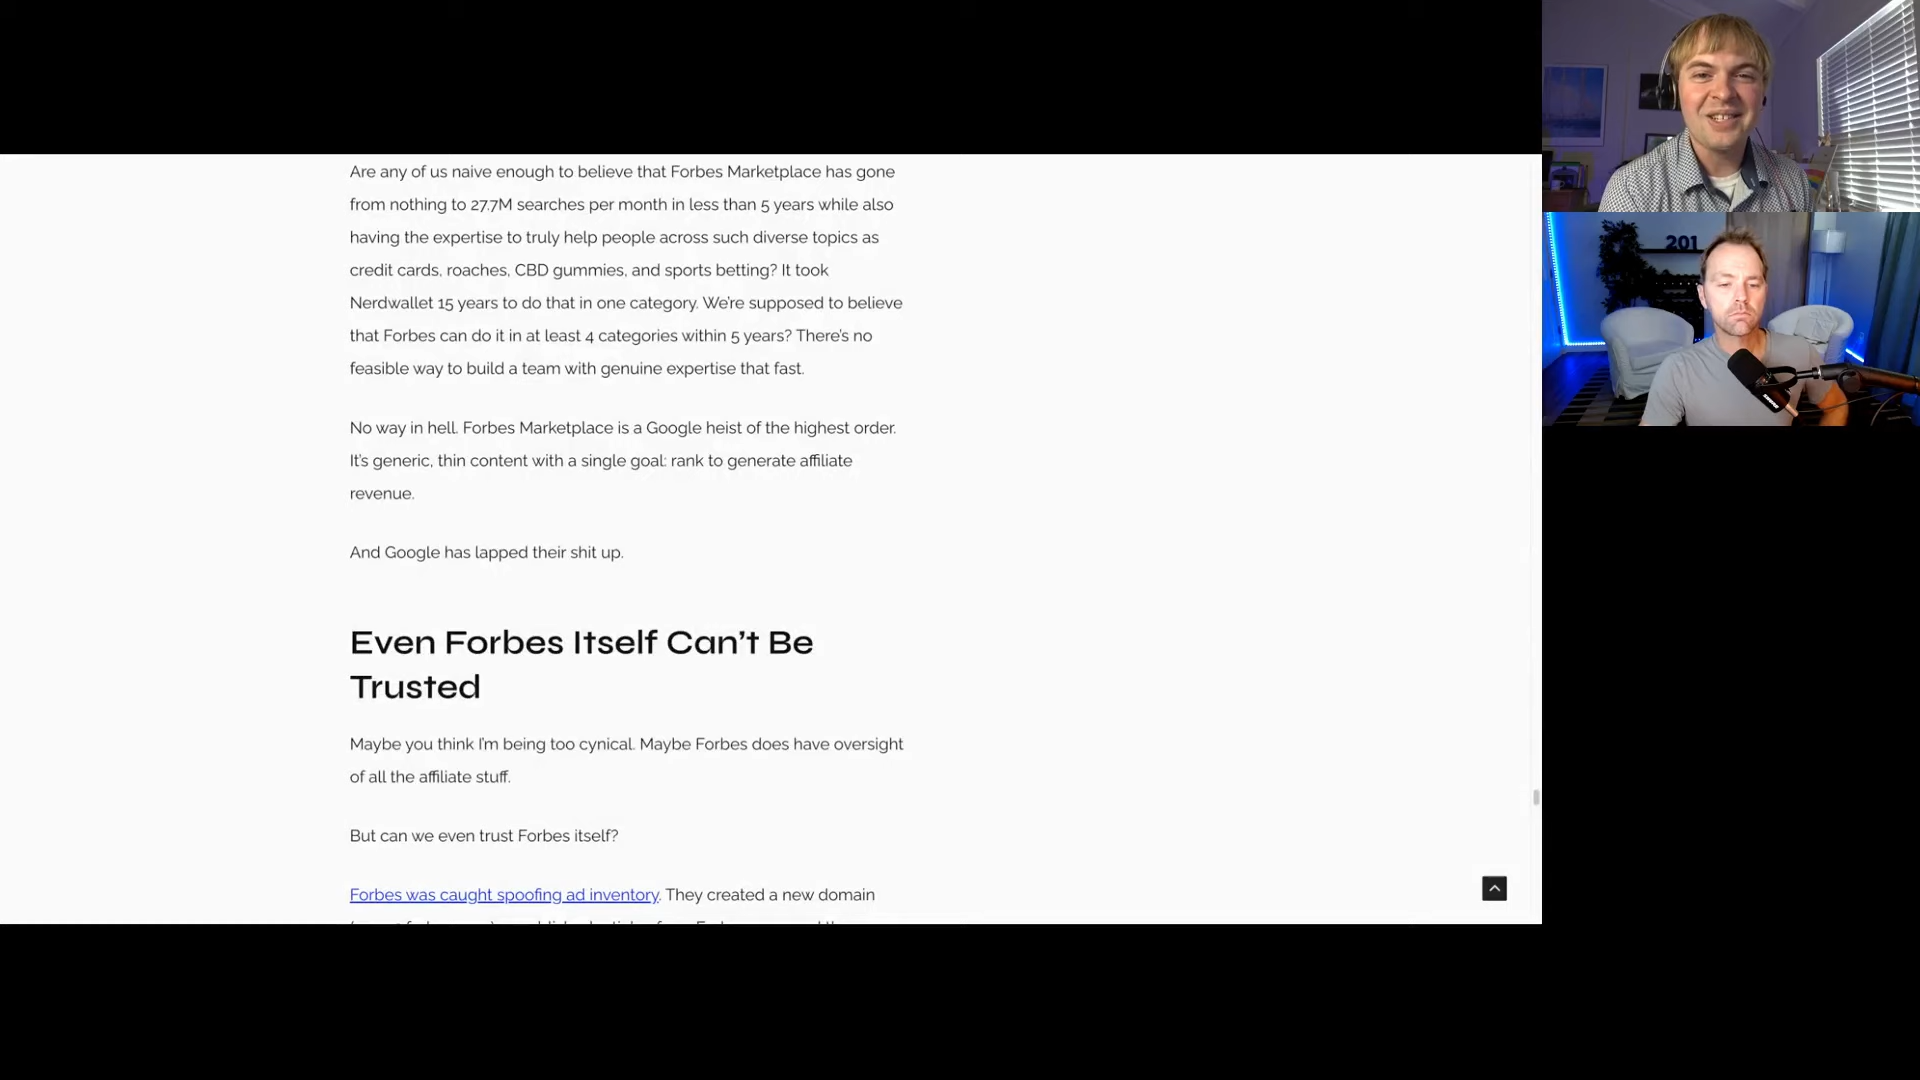 Are any of us naive enough to believe that Forbes Marketplace has gone
from nothing to 27.7M searches per month in less than 5 years while also
having the expertise to truly help people across such diverse topics as
credit cards, roaches, CBD gummies, and sports betting? It took
Nerdwallet 15 years to do that in one category. We're supposed to believe
that Forbes can do it in at least 4 categories within 5 years? There's no
feasible way to build a team with genuine expertise that fast.
No way in hell. Forbes Marketplace is a Google heist of the highest order.
It's generic, thin content with a single goal: rank to generate affiliate
revenue.
And Google has lapped their shit up.
Even Forbes Itself Can't Be
Trusted
Maybe you think I'm being too cynical. Maybe Forbes does have oversight
of all the affiliate stuff.
But can we even trust Forbes itself?
Forbes was caught spoofing ad inventory. They created a new domain
201